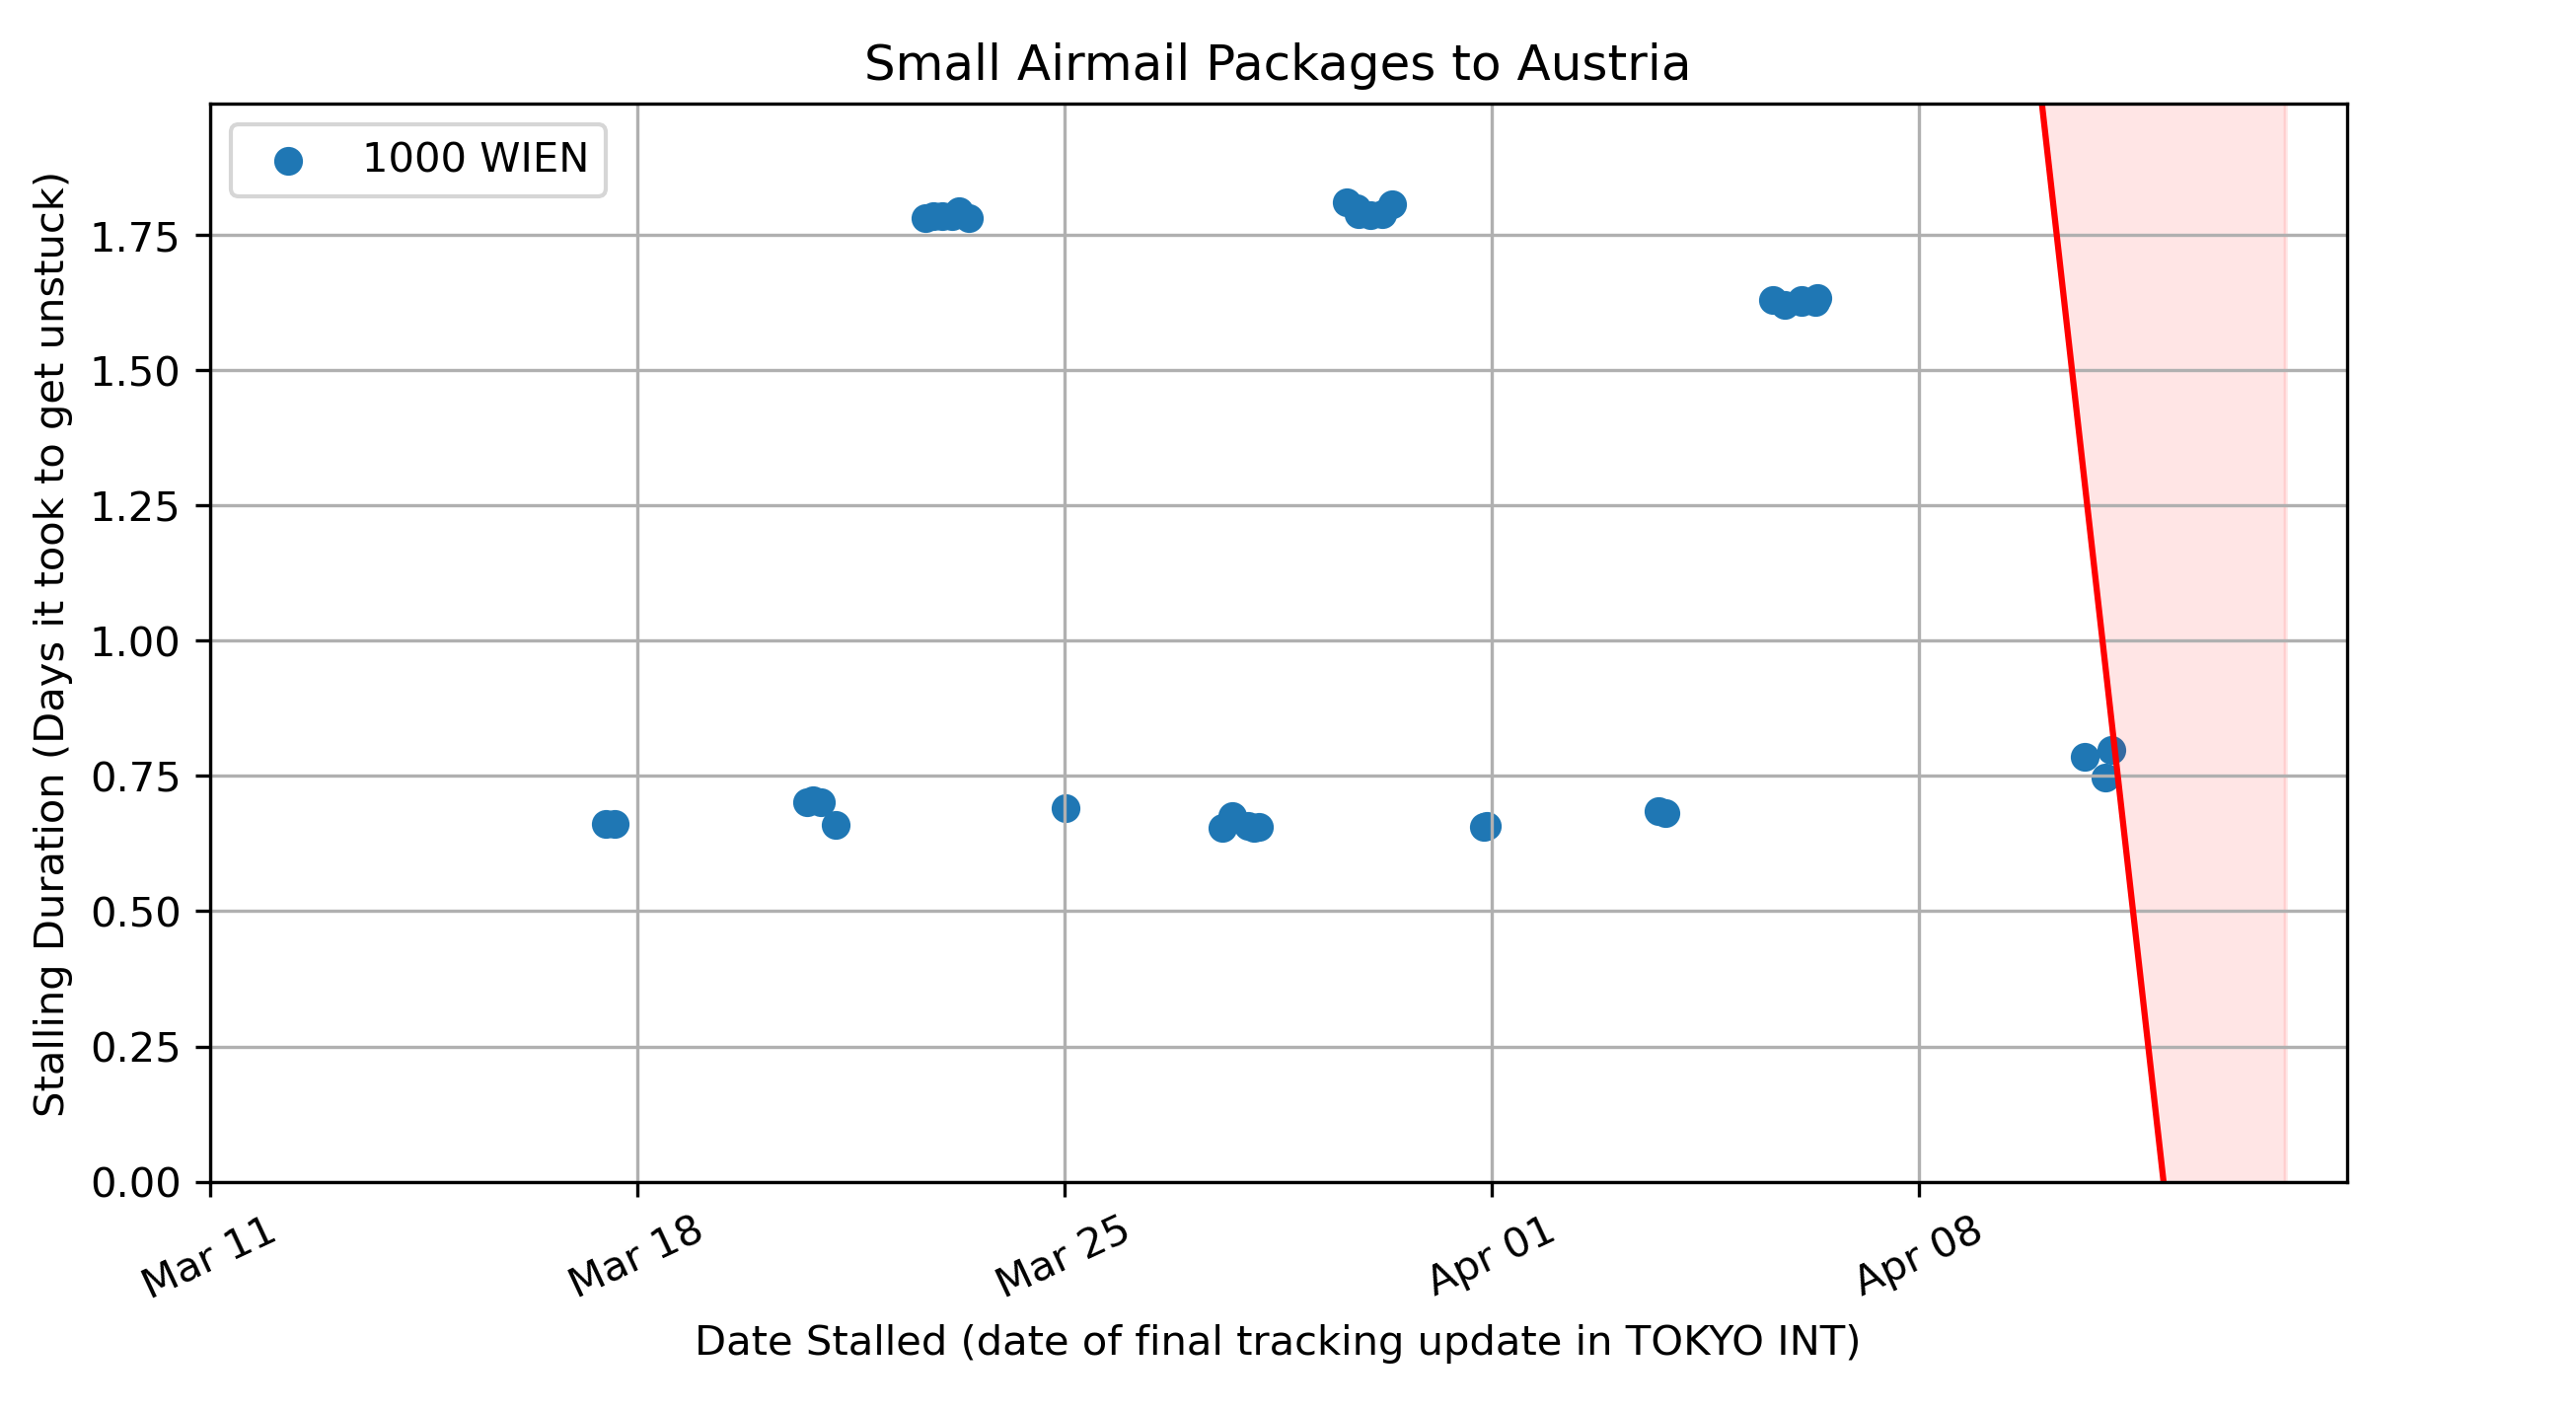 Small Airmail Packages to Austria
1000 WIEN
Stalling Duration (Days it took to get unstuck)
1.75
1.50
1.25
1.00
0.75
0.50
0.25
0.00
Mar 11
Mar 18
Mar 25
Apr 01
Apr 08
Date Stalled (date of final tracking update in TOKYO INT)